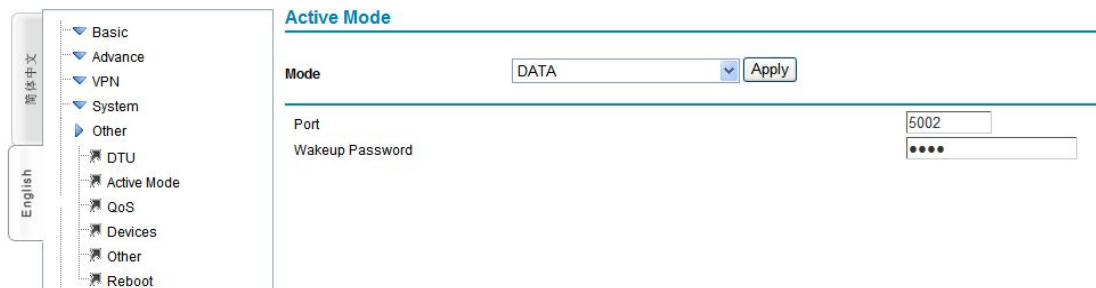 简体中文
English
Basic
Advance
VPN
System
Other
DTU
Active Mode
QoS
Devices
Other
Reboot
Active Mode
Mode DATA Apply
Port 5002
Wakeup Password ••••